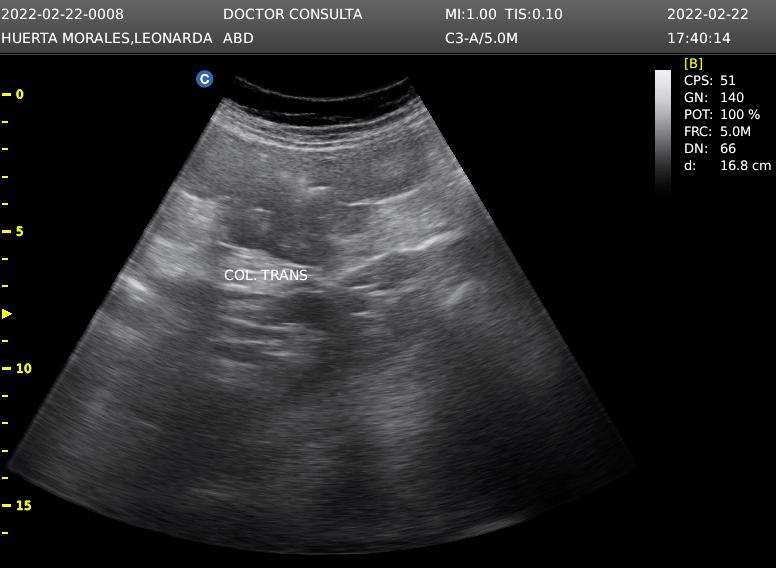 2022-02-22-0008 DOCTOR CONSULTA MI:1.00 TIS:0.10 2022-02-22
HUERTA MORALES,LEONARDA ABD C3-A/5.0M 17:40:14
C
[B]
CPS: 51
GN: 140
POT: 100 %
FRC: 5.0M
DN: 66
d: 16.8 cm
0
5
COL. TRANS
10
15